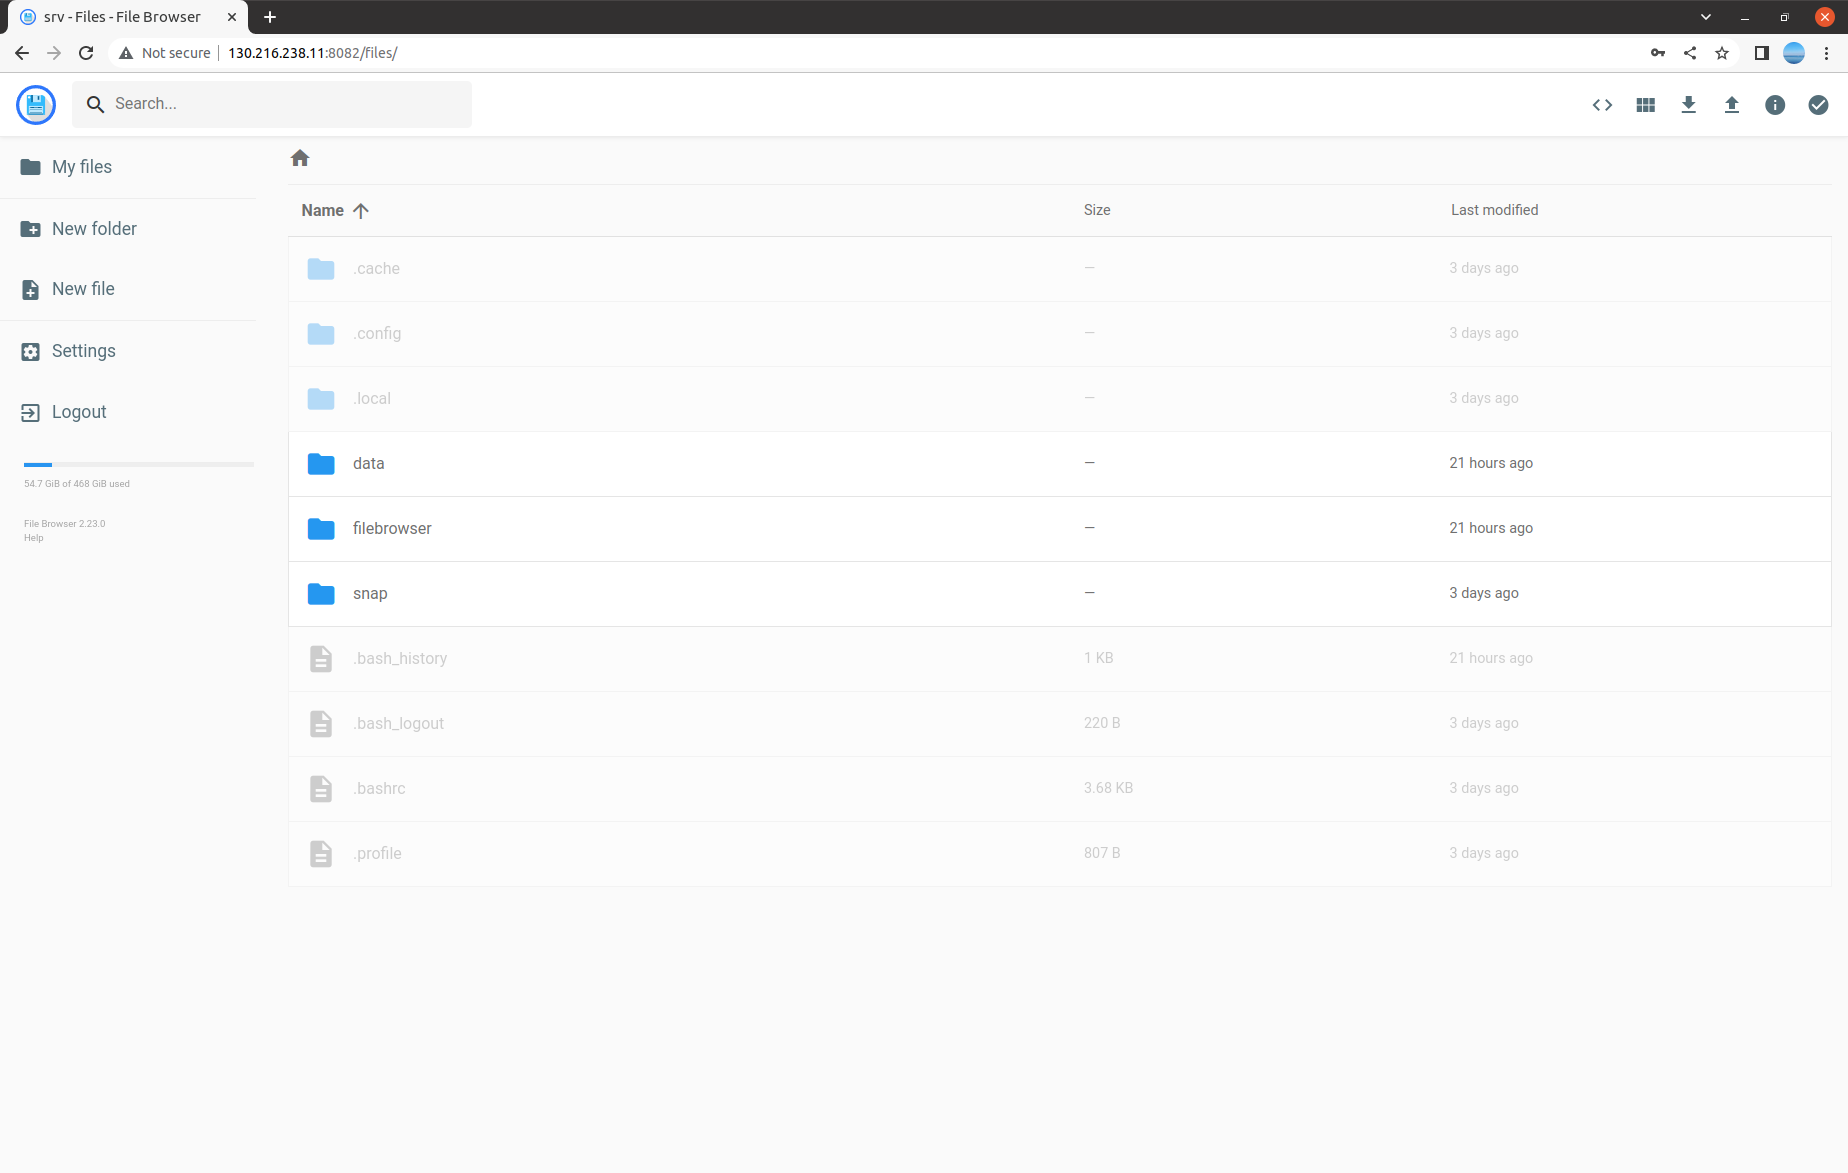 srv - Files - File Browser
Not secure 130.216.238.11:8082/files/
Search...
My files
New folder
New file
Settings
Logout
54.7 GiB of 468 GiB used
File Browser 2.23.0
Help
Name Size Last modified
.cache — 3 days ago
.config — 3 days ago
.local — 3 days ago
data — 21 hours ago
filebrowser — 21 hours ago
snap — 3 days ago
.bash_history 1 KB 21 hours ago
.bash_logout 220 B 3 days ago
.bashrc 3.68 KB 3 days ago
.profile 807 B 3 days ago